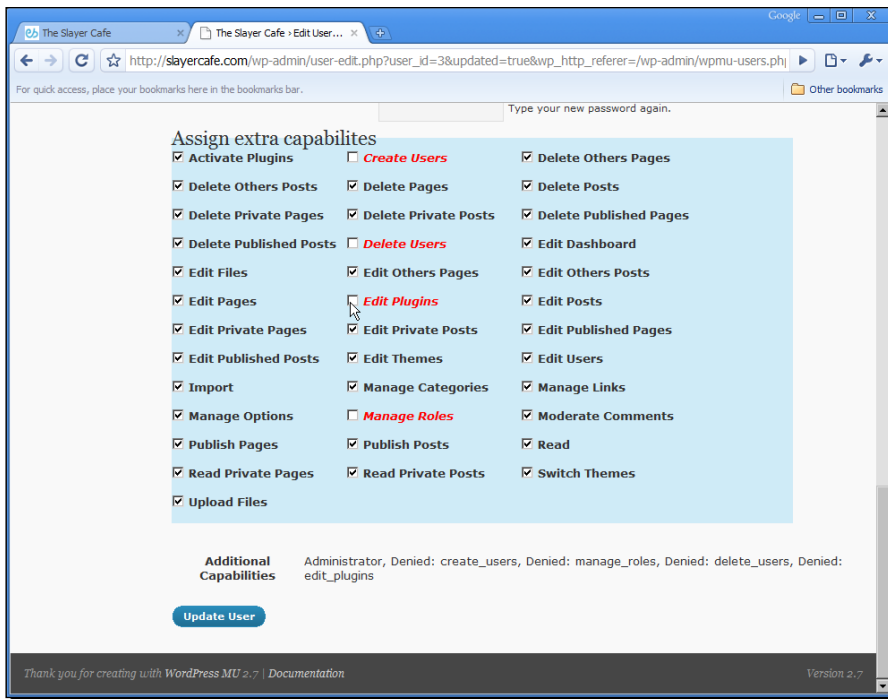 Google
The Slayer Cafe
The Slayer Cafe › Edit User...
http://slayercafe.com/wp-admin/user-edit.php?user_id=3&updated=true&wp_http_referer=/wp-admin/wpmu-users.ph
For quick access, place your bookmarks here in the bookmarks bar.
Other bookmarks
Type your new password again.
Assign extra capabilites
Activate Plugins Create Users Delete Others Pages
Delete Others Posts Delete Pages Delete Posts
Delete Private Pages Delete Private Posts Delete Published Pages
Delete Published Posts Delete Users Edit Dashboard
Edit Files Edit Others Pages Edit Others Posts
Edit Pages Edit Plugins Edit Posts
Edit Private Pages Edit Private Posts Edit Published Pages
Edit Published Posts Edit Themes Edit Users
Import Manage Categories Manage Links
Manage Options Manage Roles Moderate Comments
Publish Pages Publish Posts Read
Read Private Pages Read Private Posts Switch Themes
Upload Files
Additional Capabilities
Administrator, Denied: create_users, Denied: manage_roles, Denied: delete_users, Denied:
edit_plugins
Update User
Thank you for creating with WordPress MU 2.7 | Documentation
Version 2.7